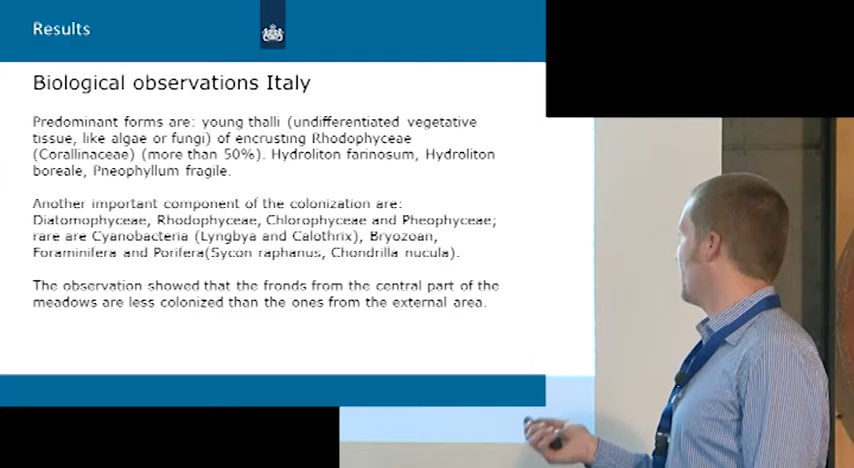 Results
Biological observations Italy
Predominant forms are: young thalli (undifferentiated vegetative
tissue, like algae or fungi) of encrusting Rhodophyceae
(Corallinaceae) (more than 50%). Hydroliton farinosum, Hydroliton
boreale, Pneophyllum fragile.
Another important component of the colonization are:
Diatomophyceae, Rhodophyceae, Chlorophyceae and Pheophyceae;
rare are Cyanobacteria (Lyngbya and Calothrix), Bryozoan,
Foraminifera and Porifera(Sycon raphanus, Chondrilla nucula).
The observation showed that the fronds from the central part of the
meadows are less colonized than the ones from the external area.